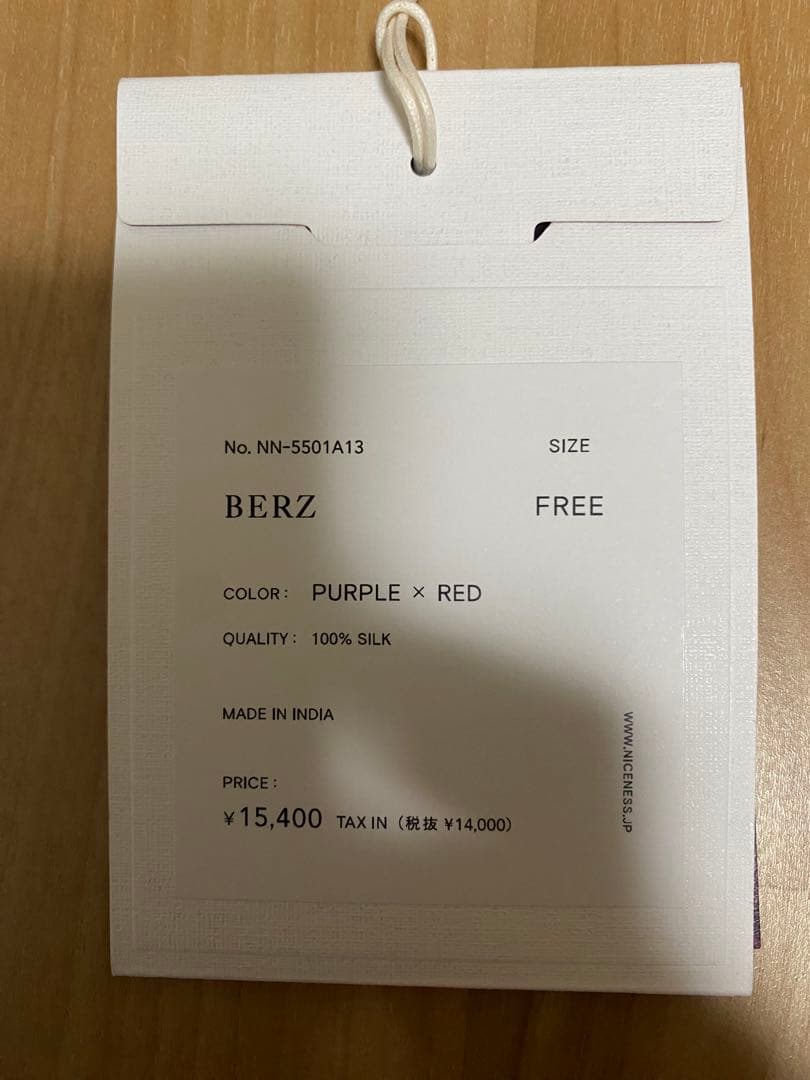 No. NN-5501A13 SIZE
BERZ FREE
COLOR: PURPLE × RED
QUALITY: 100% SILK
MADE IN INDIA
PRICE:
¥15,400 TAX IN (税抜 ¥14,000)
WWW.NICENESS.JP